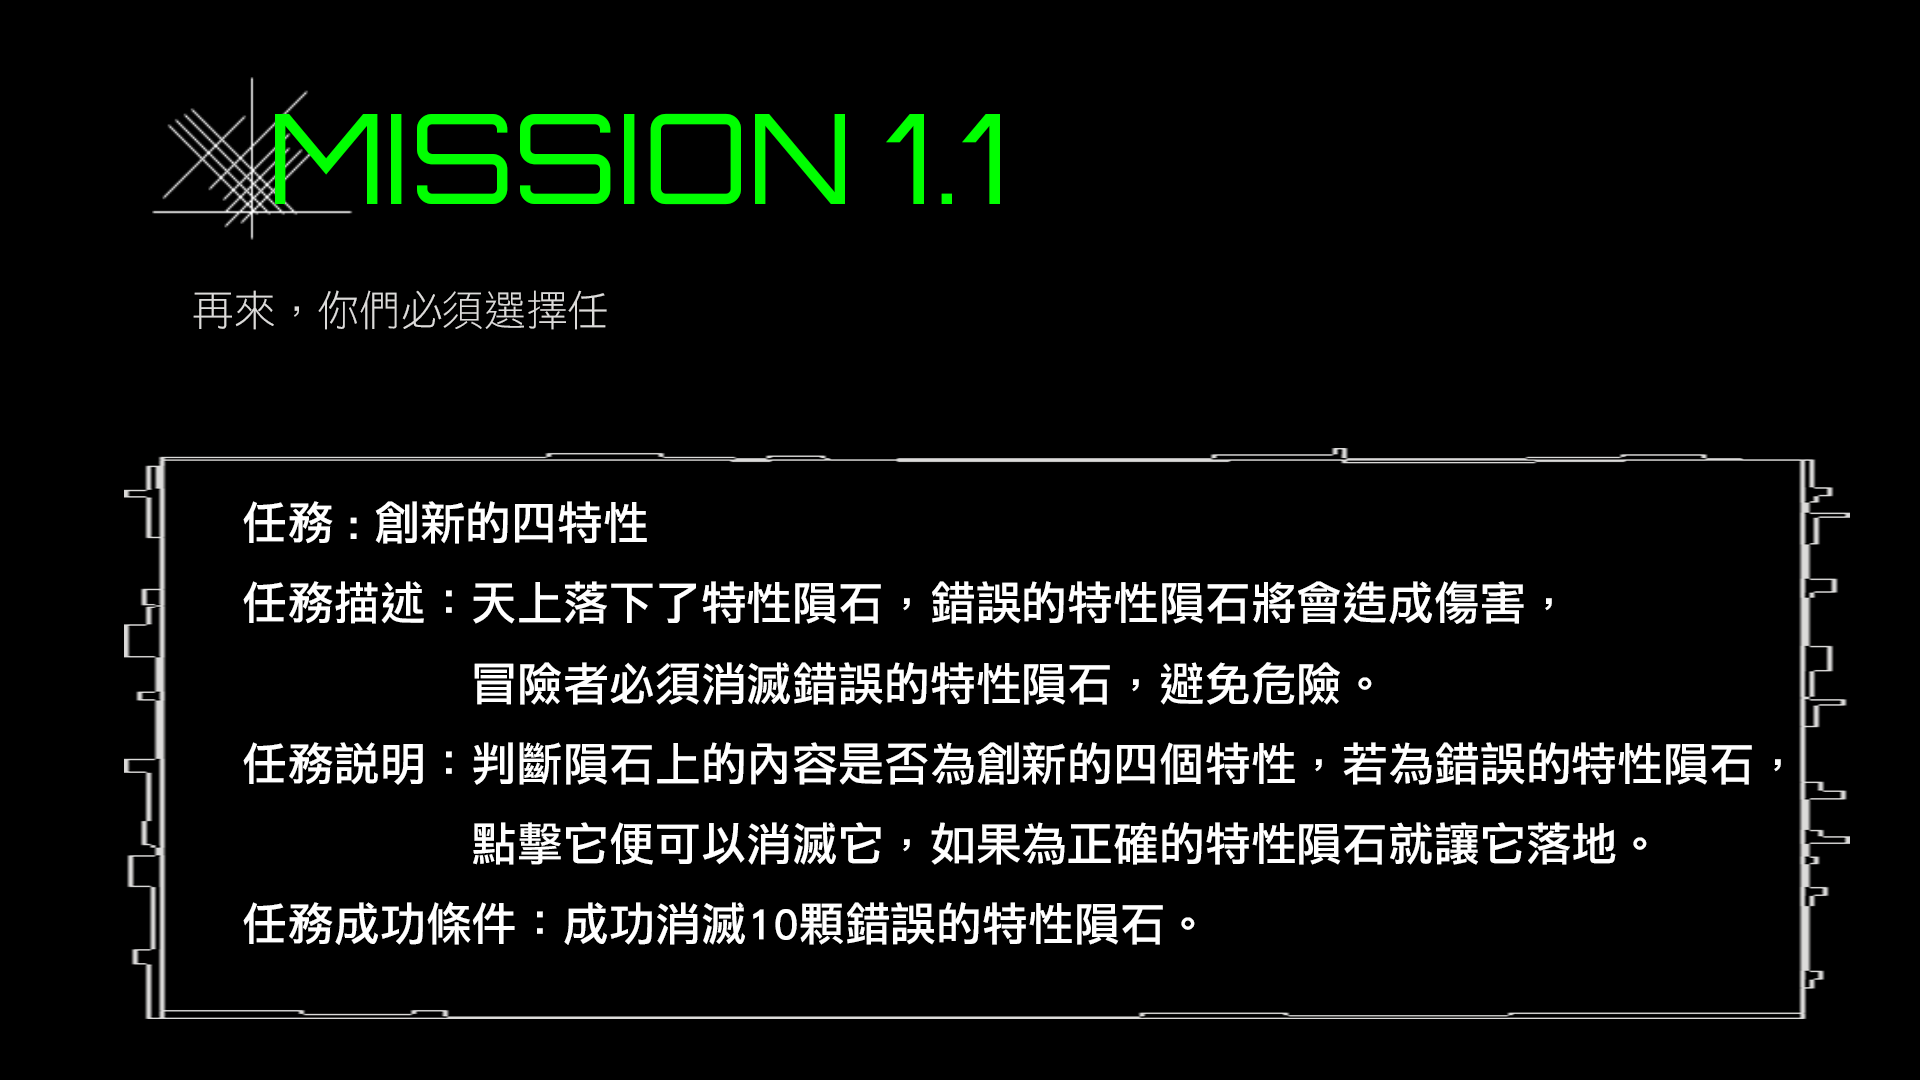 MISSION 1.1
再來，你們必須選擇任
任務：創新的四特性
任務描述：天上落下了特性隕石，錯誤的特性隕石將會造成傷害，
冒險者必須消滅錯誤的特性隕石，避免危險。
任務説明：判斷隕石上的內容是否為創新的四個特性，若為錯誤的特性隕石，
點擊它便可以消滅它，如果為正確的特性隕石就讓它落地。
任務成功條件：成功消滅10顆錯誤的特性隕石。